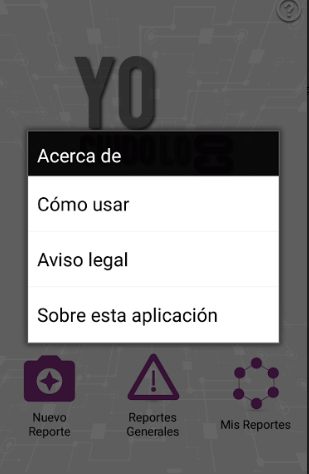 YO
Acerca de
Cómo usar
Aviso legal
Sobre esta aplicación
Nuevo
Reporte
Reportes
Generales
Mis Reportes
?